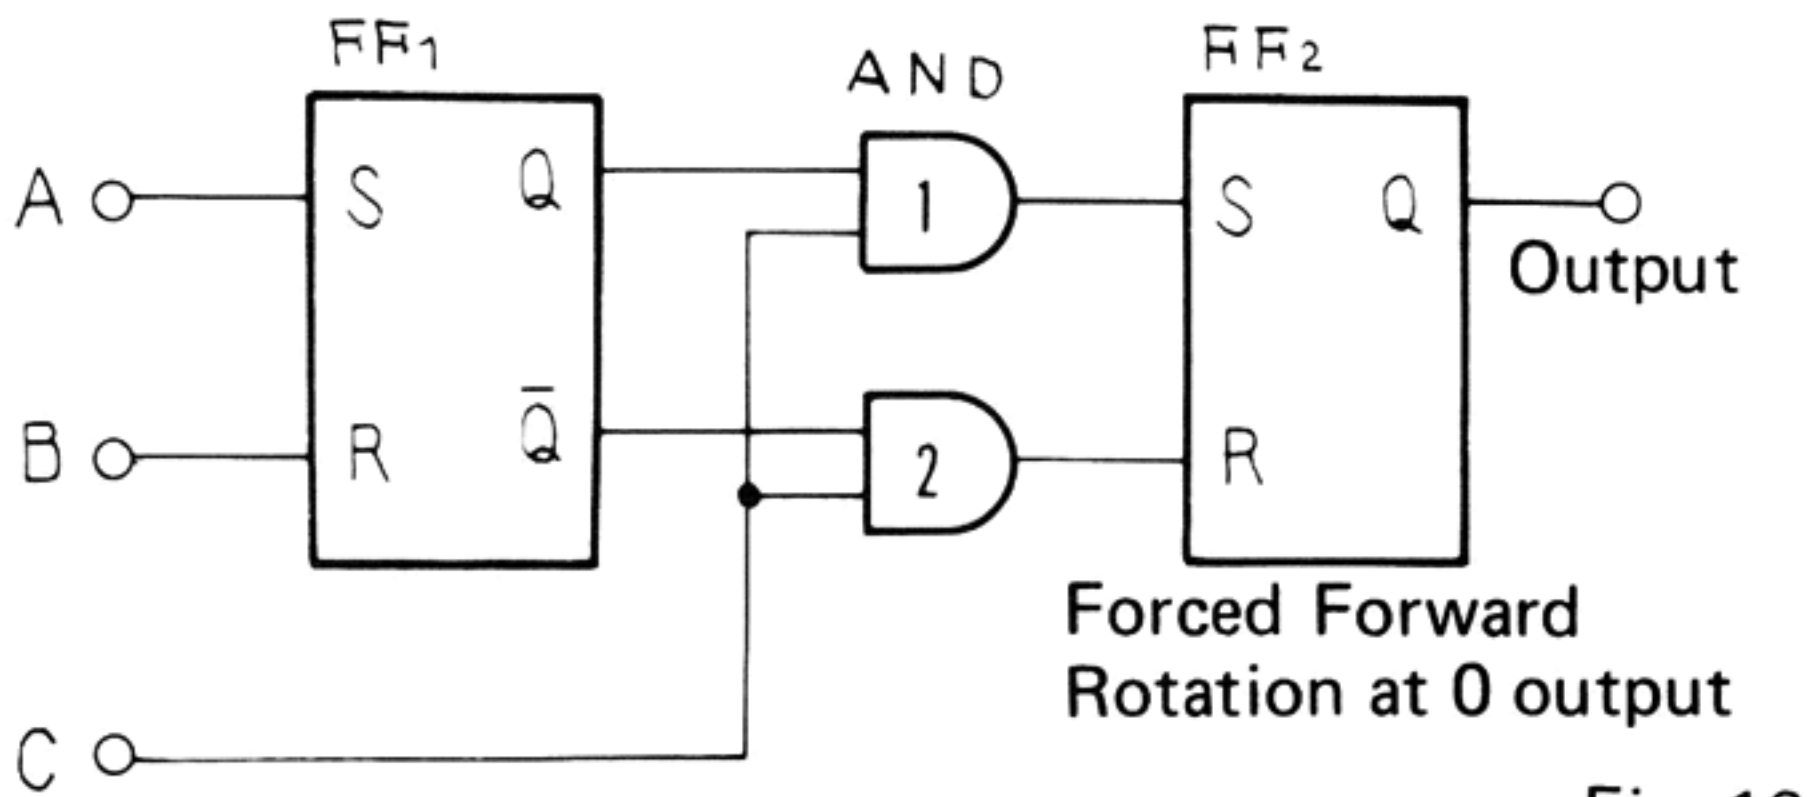 FF1
AND
FF2
A
S
Q
1
S
Q
Output
B
R
Q̅
2
R
Forced Forward
Rotation at 0 output
C